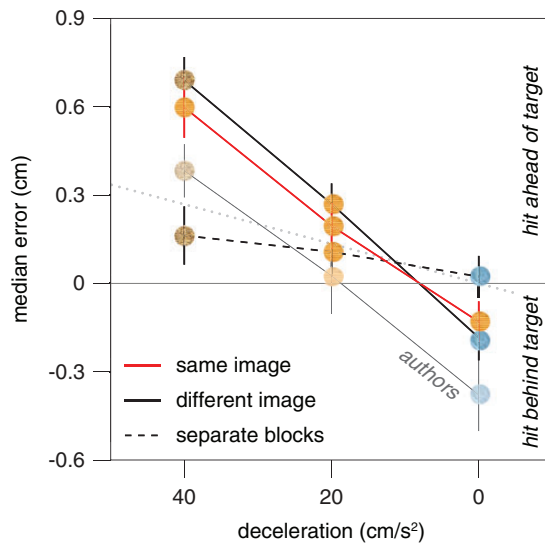 0.9
0.6
0.3
0
-0.3
-0.6
median error (cm)
hit ahead of target
hit behind target
authors
same image
different image
separate blocks
40
20
0
deceleration (cm/s²)